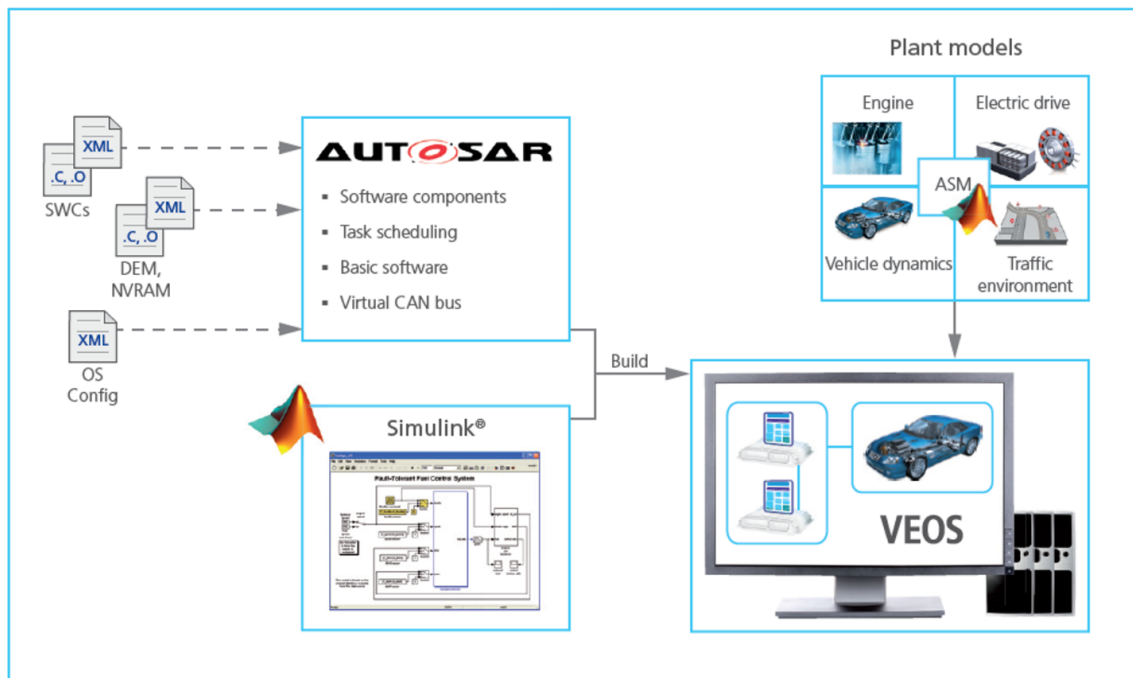 Plant models
Engine
Electric drive
ASM
Vehicle dynamics
Traffic
environment
XML
.C, .O
SWCs
XML
.C, .O
DEM,
NVRAM
XML
OS
Config
AUTOSAR
▪ Software components
▪ Task scheduling
▪ Basic software
▪ Virtual CAN bus
Build
Simulink®
Fault-Tolerant Fuel Control System
VEOS